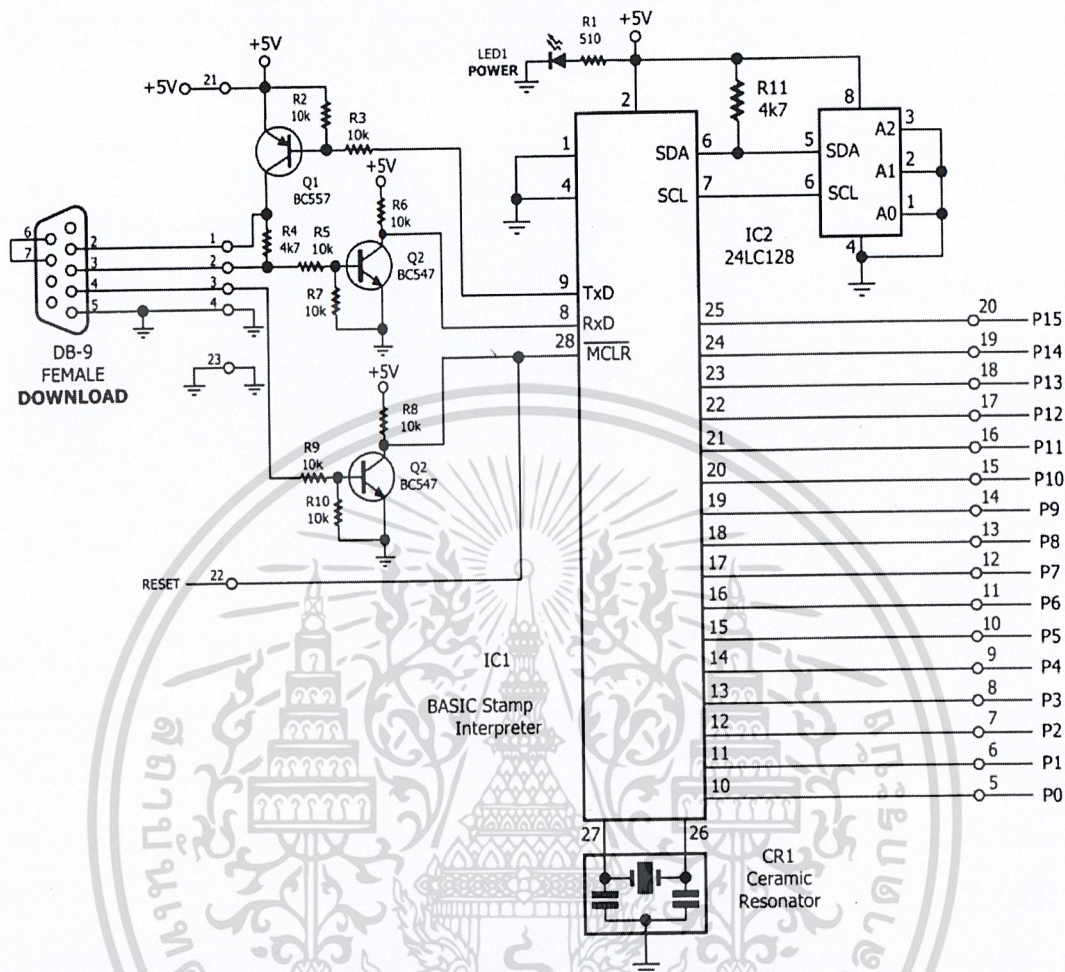 +5V
+5V
21
R2
10k
R3
10k
Q1
BC557
+5V
R6
10k
R4
4k7
R5
10k
Q2
BC547
R7
10k
6
7
2
3
4
5
1
2
3
4
23
DB-9
FEMALE
DOWNLOAD
+5V
R8
10k
R9
10k
Q2
BC547
R10
10k
RESET
22
LED1
POWER
R1
510
+5V
2
1
4
9
TxD
8
RxD
28
MCLR
SDA
6
SCL
7
R11
4k7
8
5
SDA
6
SCL
A2
3
A1
2
A0
1
4
IC2
24LC128
25
20
P15
24
19
P14
23
18
P13
22
17
P12
21
16
P11
20
15
P10
19
14
P9
18
13
P8
17
12
P7
16
11
P6
15
10
P5
14
9
P4
13
8
P3
12
7
P2
11
6
P1
10
5
P0
IC1
BASIC Stamp
Interpreter
27
26
CR1
Ceramic
Resonator